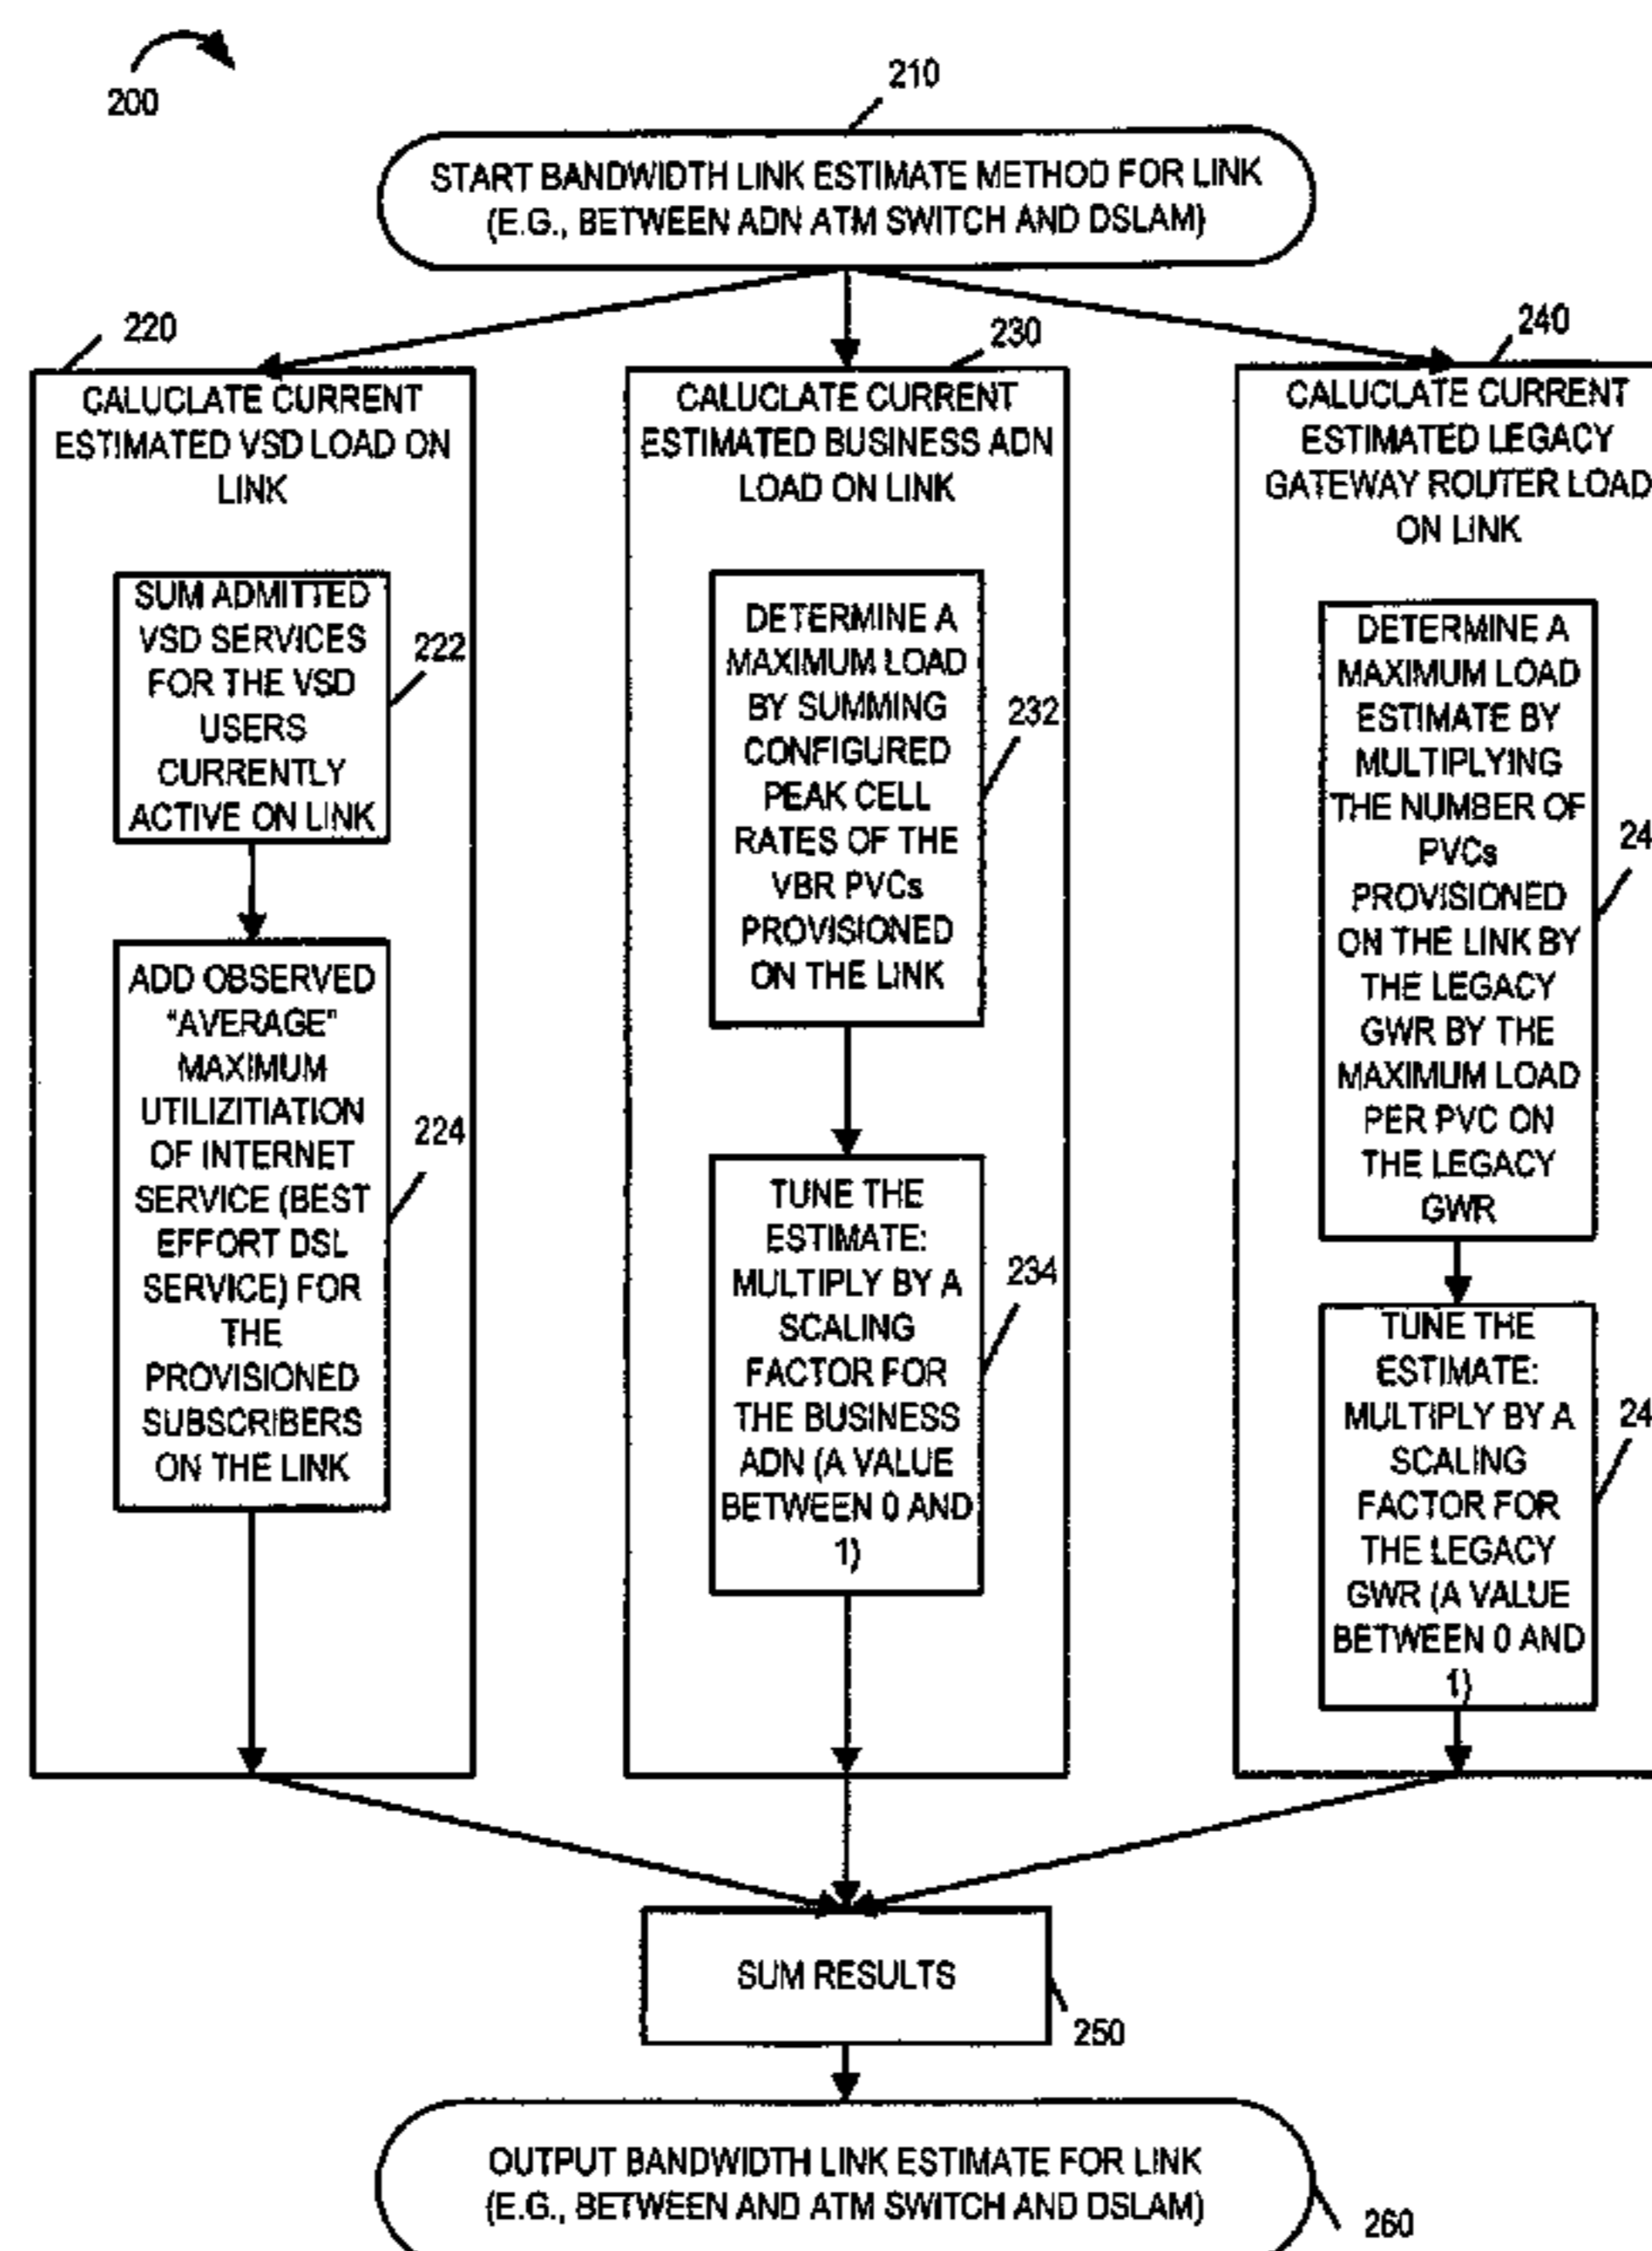 200
210
START BANDWIDTH LINK ESTIMATE METHOD FOR LINK
(E.G., BETWEEN ADN ATM SWITCH AND DSLAM)
220
CALUCLATE CURRENT
ESTIMATED VSD LOAD ON
LINK
SUM ADMITTED
VSD SERVICES
FOR THE VSD
USERS
CURRENTLY
ACTIVE ON LINK
222
ADD OBSERVED
"AVERAGE"
MAXIMUM
UTILIZITIATION
OF INTERNET
SERVICE (BEST
EFFORT DSL
SERVICE) FOR
THE
PROVISIONED
SUBSCRIBERS
ON THE LINK
224
230
CALUCLATE CURRENT
ESTIMATED BUSINESS ADN
LOAD ON LINK
DETERMINE A
MAXIMUM LOAD
BY SUMMING
CONFIGURED
PEAK CELL
RATES OF THE
VBR PVCs
PROVISIONED
ON THE LINK
232
TUNE THE
ESTIMATE:
MULTIPLY BY A
SCALING
FACTOR FOR
THE BUSINESS
ADN (A VALUE
BETWEEN 0 AND
1)
234
240
CALUCLATE CURRENT
ESTIMATED LEGACY
GATEWAY ROUTER LOAD
ON LINK
DETERMINE A
MAXIMUM LOAD
ESTIMATE BY
MULTIPLYING
THE NUMBER OF
PVCs
PROVISIONED
ON THE LINK BY
THE LEGACY
GWR BY THE
MAXIMUM LOAD
PER PVC ON
THE LEGACY
GWR
24
TUNE THE
ESTIMATE:
MULTIPLY BY A
SCALING
FACTOR FOR
THE LEGACY
GWR (A VALUE
BETWEEN 0 AND
1)
24
SUM RESULTS
250
OUTPUT BANDWIDTH LINK ESTIMATE FOR LINK
(E.G., BETWEEN AND ATM SWITCH AND DSLAM)
260